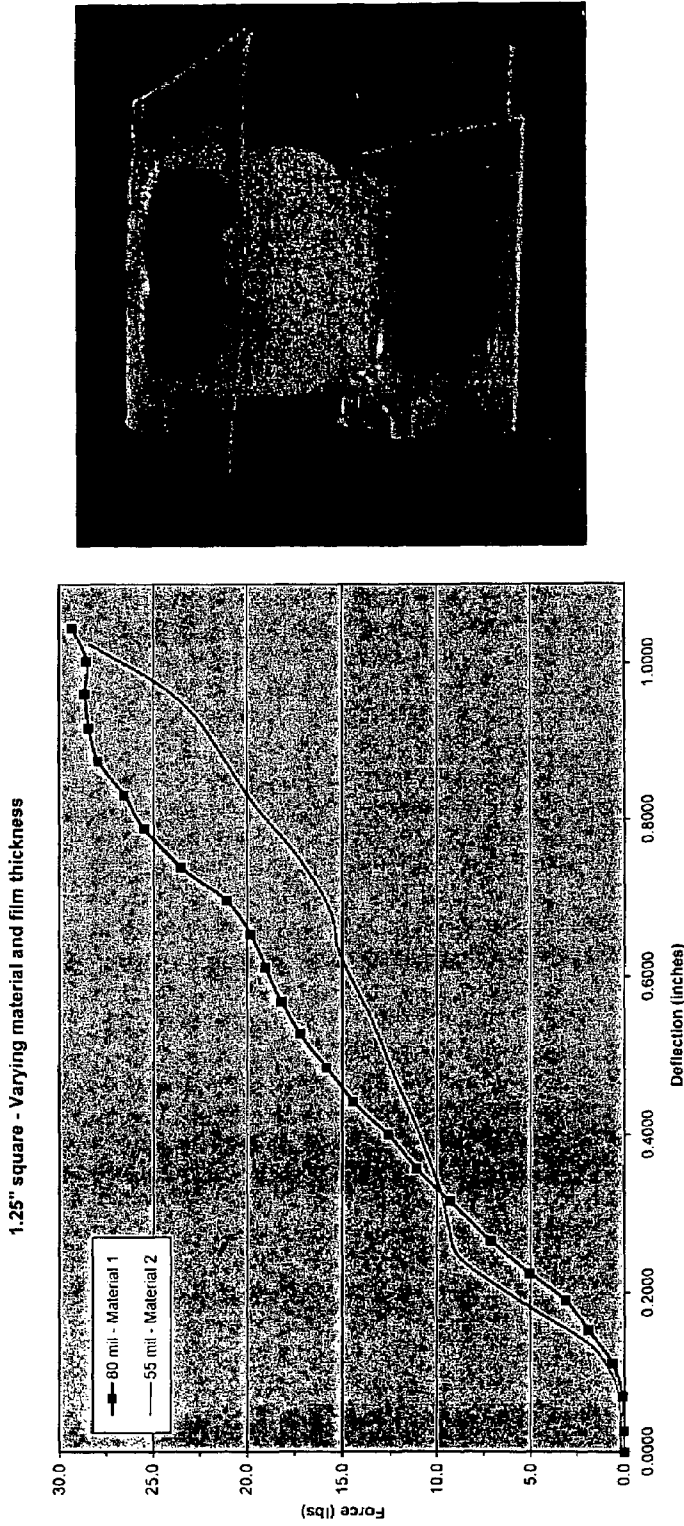 1.25" square - Varying material and film thickness
30.0
25.0
20.0
15.0
10.0
5.0
0.0
Force (lbs)
80 mil - Material 1
55 mil - Material 2
0.0000
0.2000
0.4000
0.6000
0.8000
1.0000
Deflection (inches)